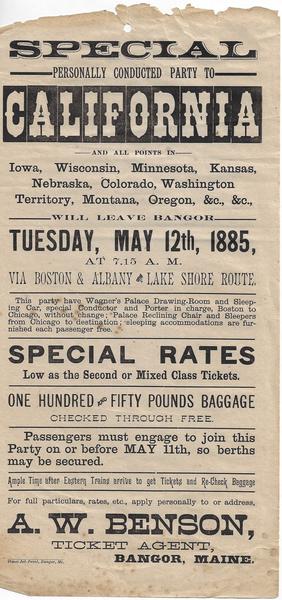 SPECIAL
PERSONALLY CONDUCTED PARTY TO
CALIFORNIA
AND ALL POINTS IN
Iowa, Wisconsin, Minnesota, Kansas,
Nebraska, Colorado, Washington
Territory, Montana, Oregon, &c., &c.,
WILL LEAVE BANGOR
TUESDAY, MAY 12th, 1885,
AT 7.15 A. M.
VIA BOSTON & ALBANY & LAKE SHORE ROUTE.
This party have Wagner's Palace Drawing-Room and Sleep-
ing Car, special Conductor and Porter in charge, Boston to
Chicago, without change; Palace Reclining Chair and Sleepers
from Chicago to destination; sleeping accommodations are fur-
nished each passenger free.
SPECIAL RATES
Low as the Second or Mixed Class Tickets.
ONE HUNDRED AND FIFTY POUNDS BAGGAGE
CHECKED THROUGH FREE.
Passengers must engage to join this
Party on or before MAY 11th, so berths
may be secured.
Ample Time after Eastern Trains arrive to get Tickets and Re-Check Baggage
For full particulars, rates, etc., apply personally to or address,
A. W. BENSON,
TICKET AGENT,
BANGOR, MAINE.
Job Print, Bangor, Me.